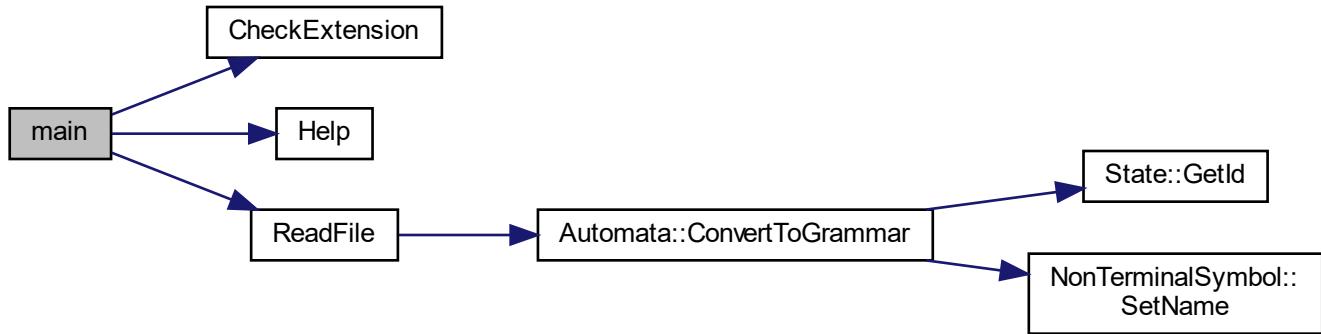 CheckExtension
main
Help
State::GetId
ReadFile
Automata::ConvertToGrammar
NonTerminalSymbol::
SetName